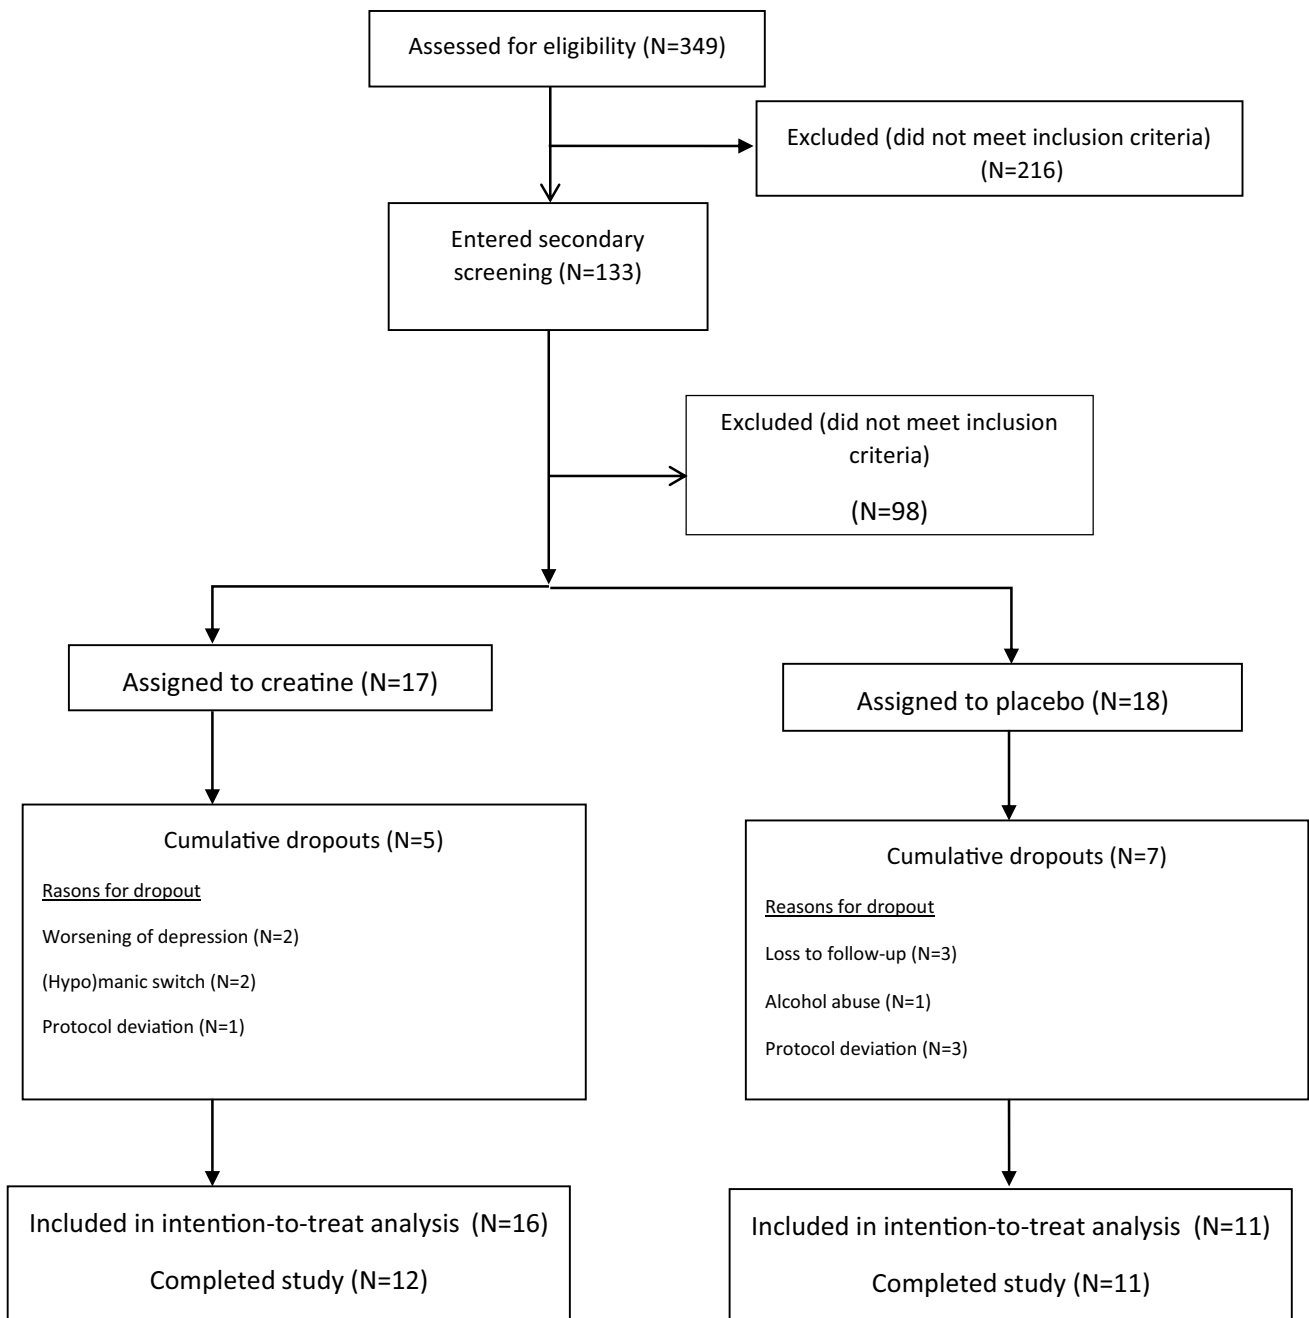 Assessed for eligibility (N=349)
Excluded (did not meet inclusion criteria)
(N=216)
Entered secondary
screening (N=133)
Excluded (did not meet inclusion
criteria)
(N=98)
Assigned to creatine (N=17)
Assigned to placebo (N=18)
Cumulative dropouts (N=5)
Rasons for dropout
Worsening of depression (N=2)
(Hypo)manic switch (N=2)
Protocol deviation (N=1)
Cumulative dropouts (N=7)
Reasons for dropout
Loss to follow-up (N=3)
Alcohol abuse (N=1)
Protocol deviation (N=3)
Included in intention-to-treat analysis (N=16)
Completed study (N=12)
Included in intention-to-treat analysis (N=11)
Completed study (N=11)